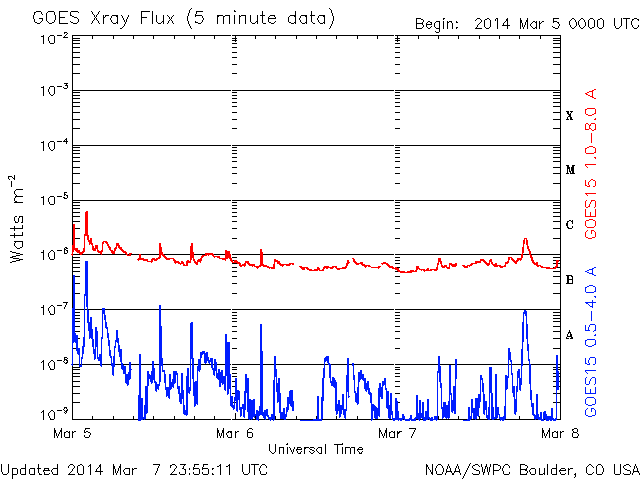 GOES Xray Flux (5 minute data)
Begin: 2014 Mar 5 0000 UTC
10⁻²
10⁻³
10⁻⁴
10⁻⁵
10⁻⁶
10⁻⁷
10⁻⁸
10⁻⁹
Watts m⁻²
X
M
C
B
A
GOES15 1.0-8.0 A
GOES15 0.5-4.0 A
Mar 5
Mar 6
Mar 7
Mar 8
Universal Time
Updated 2014 Mar 7 23:55:11 UTC
NOAA/SWPC Boulder, CO USA